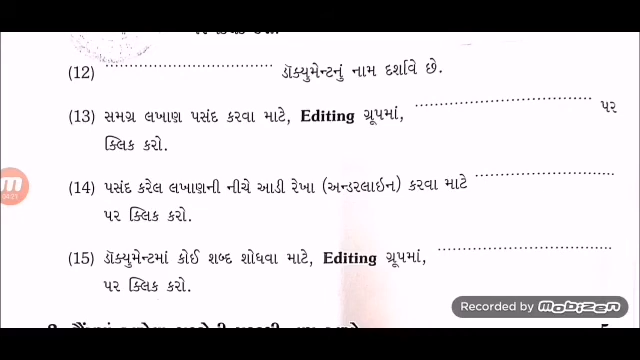 (12) ........................................ ડૉક્યુમેન્ટનું નામ દર્શાવે છે.
(13) સમગ્ર લખાણ પસંદ કરવા માટે, Editing ગ્રૂપમાં, ........................................ પર
ક્લિક કરો.
(14) પસંદ કરેલ લખાણની નીચે આડી રેખા (અન્ડરલાઇન) કરવા માટે ........................................
પર ક્લિક કરો.
(15) ડૉક્યુમેન્ટમાં કોઈ શબ્દ શોધવા માટે, Editing ગ્રૂપમાં, ........................................
પર ક્લિક કરો.
Recorded by mobizen